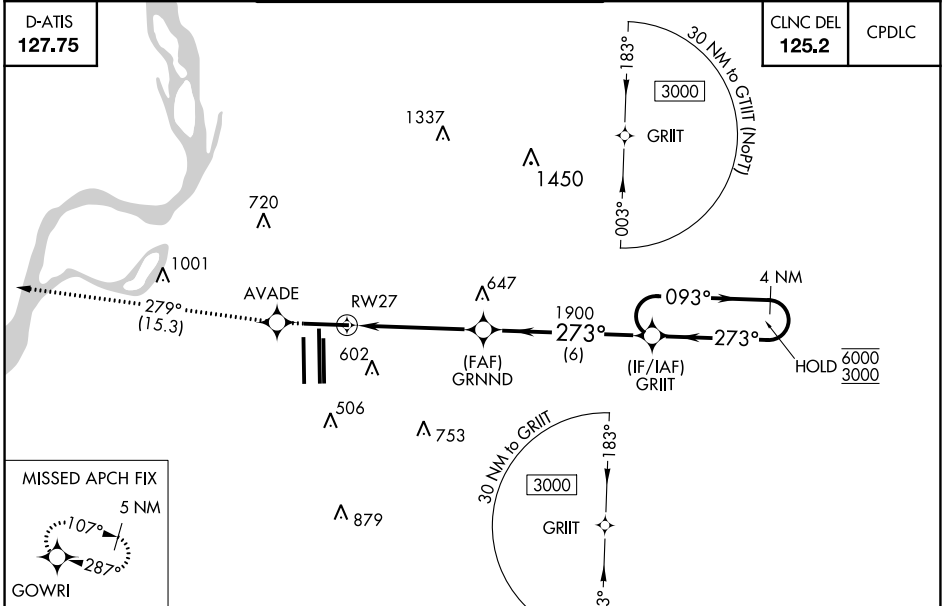 D-ATIS
127.75
CLNC DEL
125.2
CPDLC
183°
30 NM to GTIIT (NoPT)
3000
GRIIT
003°
1337
1450
720
1001
279°
(15.3)
AVADE
RW27
602
647
1900
273°
(6)
(FAF)
GRNND
093°
4 NM
273°
(IF/IAF)
GRIIT
HOLD 6000
3000
506
753
879
30 NM to GRIIT
183°
3000
GRIIT
3°
MISSED APCH FIX
5 NM
107°
287°
GOWRI